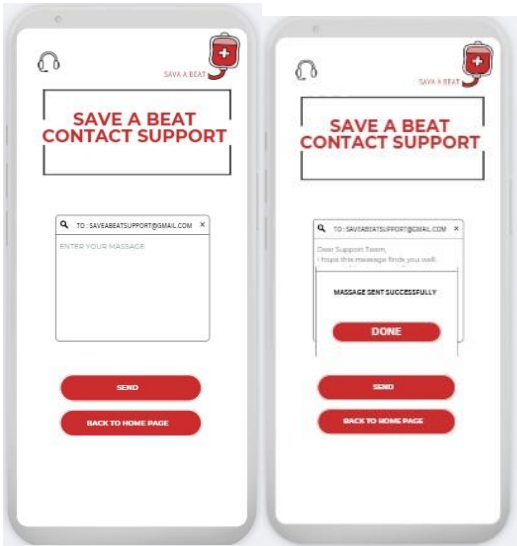 SAVA A BEAT
SAVE A BEAT
CONTACT SUPPORT
TO : SAVEABEATSUPPORT@GMAIL.COM ×
ENTER YOUR MASSAGE
SEND
BACK TO HOME PAGE
SAVA A BEAT
SAVE A BEAT
CONTACT SUPPORT
TO : SAVEABEATSUPPORT@GMAIL.COM ×
Dear Support Team,
I hope this message finds you well.
MASSAGE SENT SUCCESSFULLY
DONE
SEND
BACK TO HOME PAGE